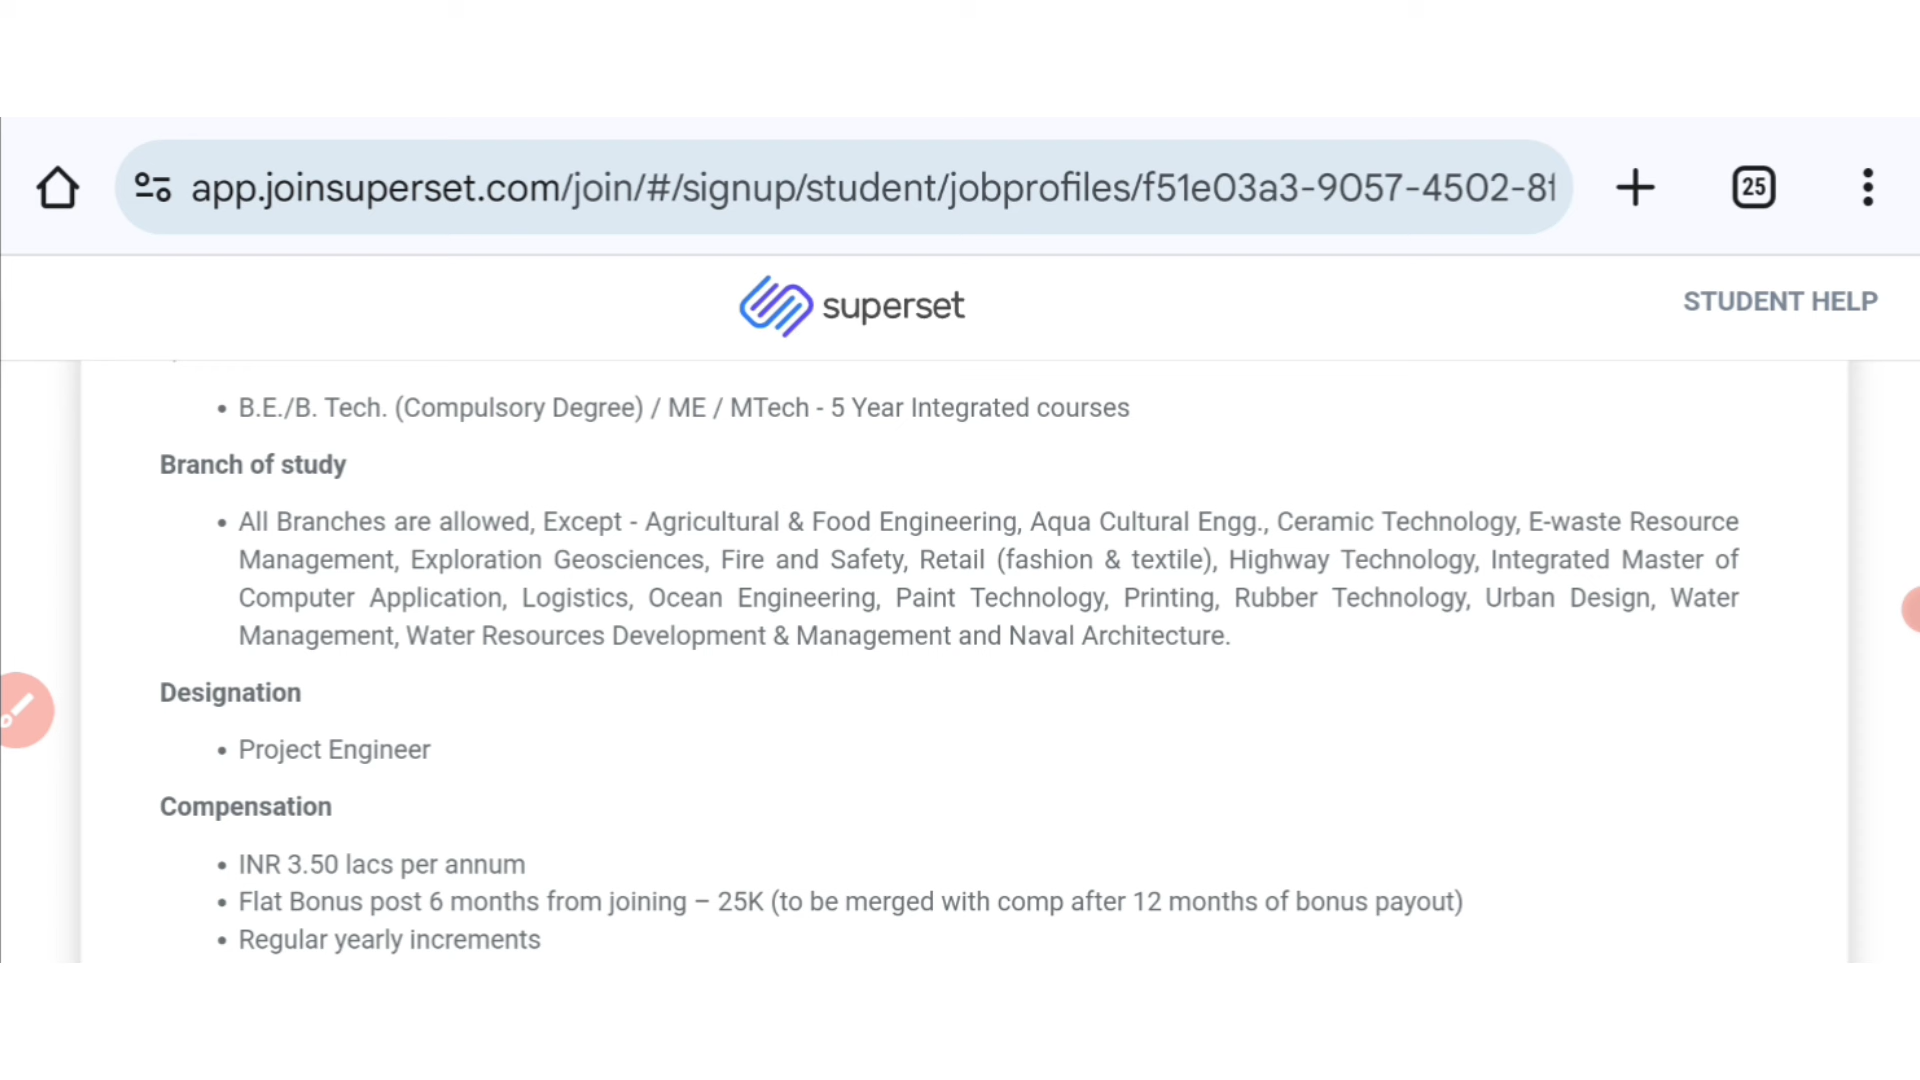 app.joinsuperset.com/join/#/signup/student/jobprofiles/f51e03a3-9057-4502-8f
25
superset
STUDENT HELP
• B.E./B. Tech. (Compulsory Degree) / ME / MTech - 5 Year Integrated courses
Branch of study
• All Branches are allowed, Except - Agricultural & Food Engineering, Aqua Cultural Engg., Ceramic Technology, E-waste Resource
Management, Exploration Geosciences, Fire and Safety, Retail (fashion & textile), Highway Technology, Integrated Master of
Computer Application, Logistics, Ocean Engineering, Paint Technology, Printing, Rubber Technology, Urban Design, Water
Management, Water Resources Development & Management and Naval Architecture.
Designation
• Project Engineer
Compensation
• INR 3.50 lacs per annum
• Flat Bonus post 6 months from joining – 25K (to be merged with comp after 12 months of bonus payout)
• Regular yearly increments